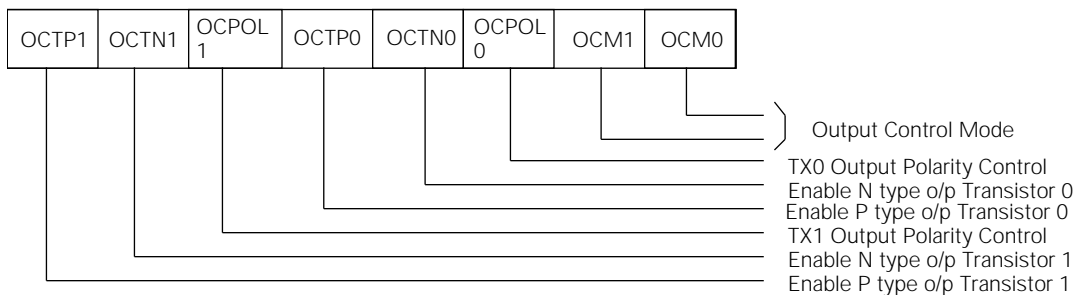 OCTP1 OCTN1 OCPOL 1 OCTP0 OCTN0 OCPOL 0 OCM1 OCM0
Output Control Mode
TX0 Output Polarity Control
Enable N type o/p Transistor 0
Enable P type o/p Transistor 0
TX1 Output Polarity Control
Enable N type o/p Transistor 1
Enable P type o/p Transistor 1